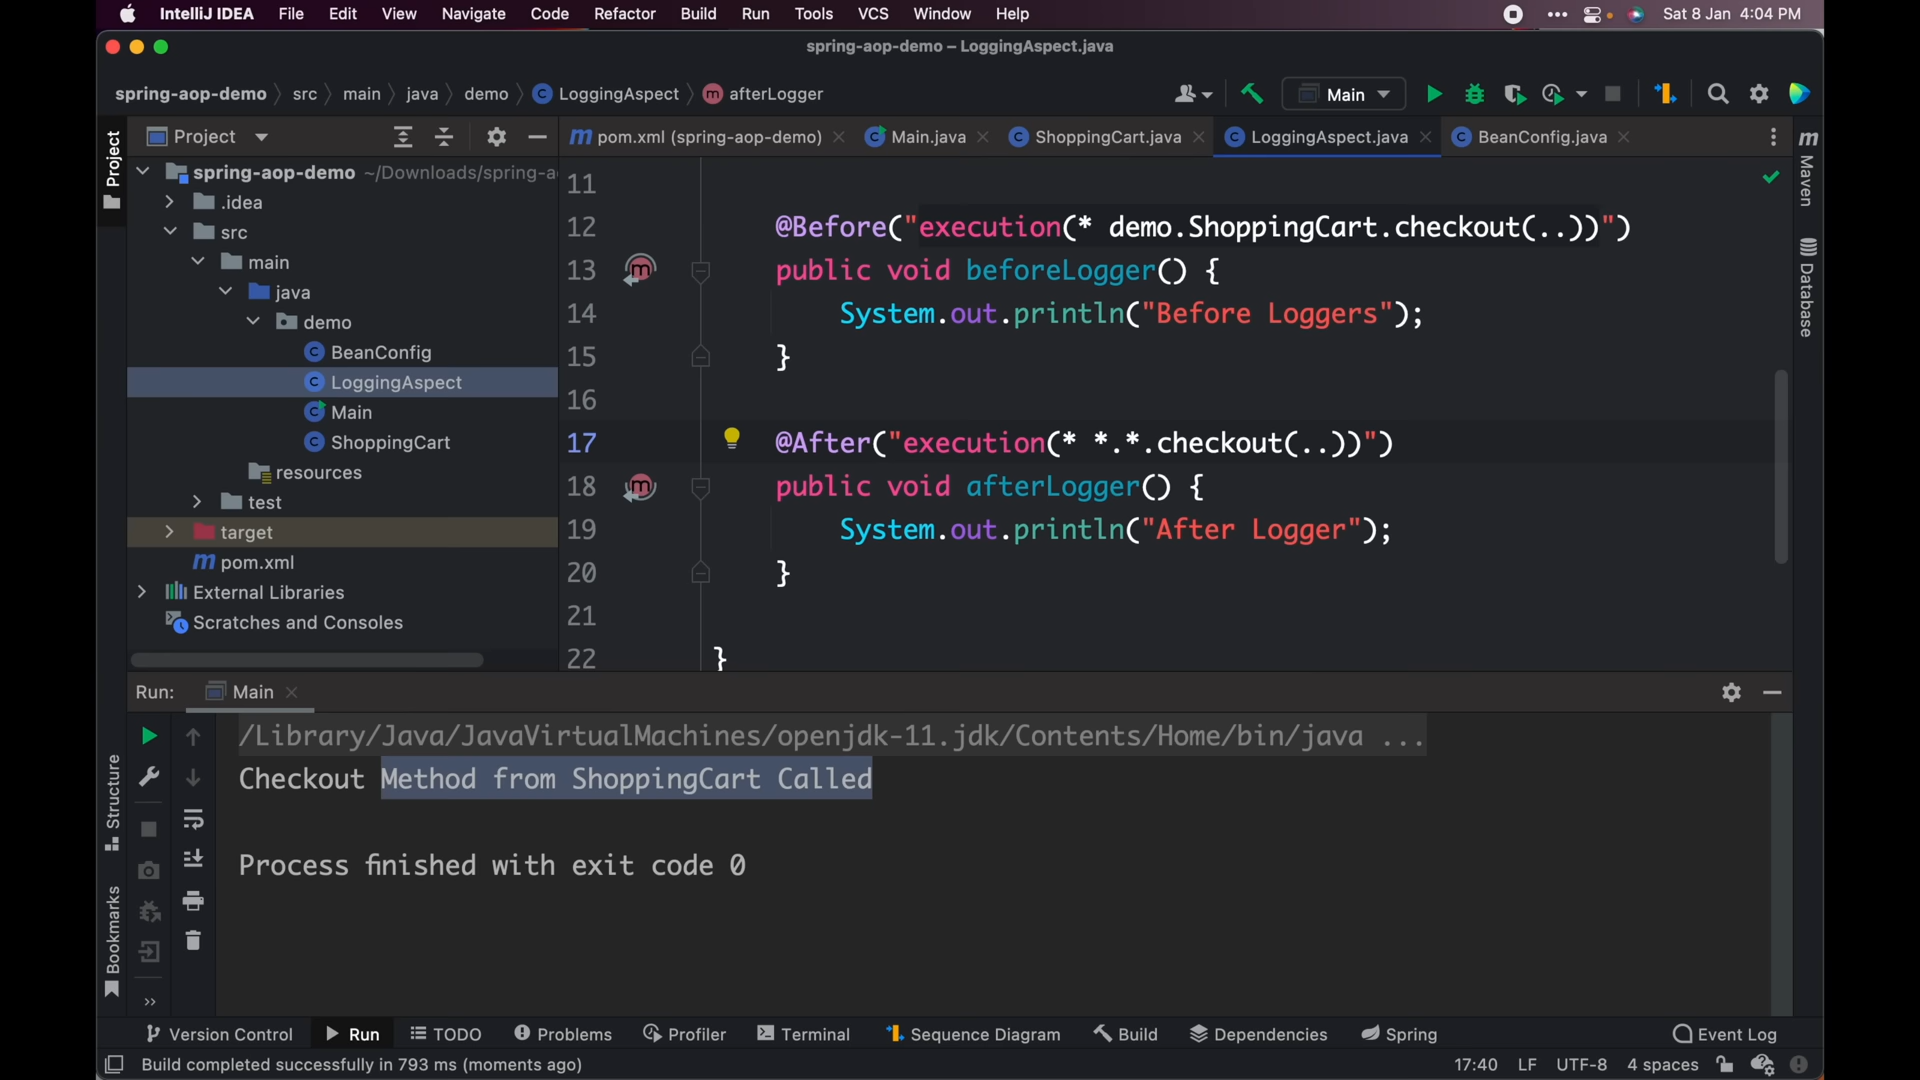 IntelliJ IDEA File Edit View Navigate Code Refactor Build Run Tools VCS Window Help Sat 8 Jan 4:04 PM
spring-aop-demo – LoggingAspect.java
spring-aop-demo src main java demo LoggingAspect afterLogger Main
Project
pom.xml (spring-aop-demo) Main.java ShoppingCart.java LoggingAspect.java BeanConfig.java
Project
Maven
Database
spring-aop-demo ~/Downloads/spring-a
.idea
src
main
java
demo
BeanConfig
LoggingAspect
Main
ShoppingCart
resources
test
target
pom.xml
External Libraries
Scratches and Consoles
11
12 @Before("execution(* demo.ShoppingCart.checkout(..))")
13 public void beforeLogger() {
14 System.out.println("Before Loggers");
15 }
16
17 @After("execution(* *.*.checkout(..))")
18 public void afterLogger() {
19 System.out.println("After Logger");
20 }
21
22 }
Run: Main
/Library/Java/JavaVirtualMachines/openjdk-11.jdk/Contents/Home/bin/java ...
Checkout Method from ShoppingCart Called
Process finished with exit code 0
Structure
Bookmarks
Version Control Run TODO Problems Profiler Terminal Sequence Diagram Build Dependencies Spring Event Log
Build completed successfully in 793 ms (moments ago) 17:40 LF UTF-8 4 spaces